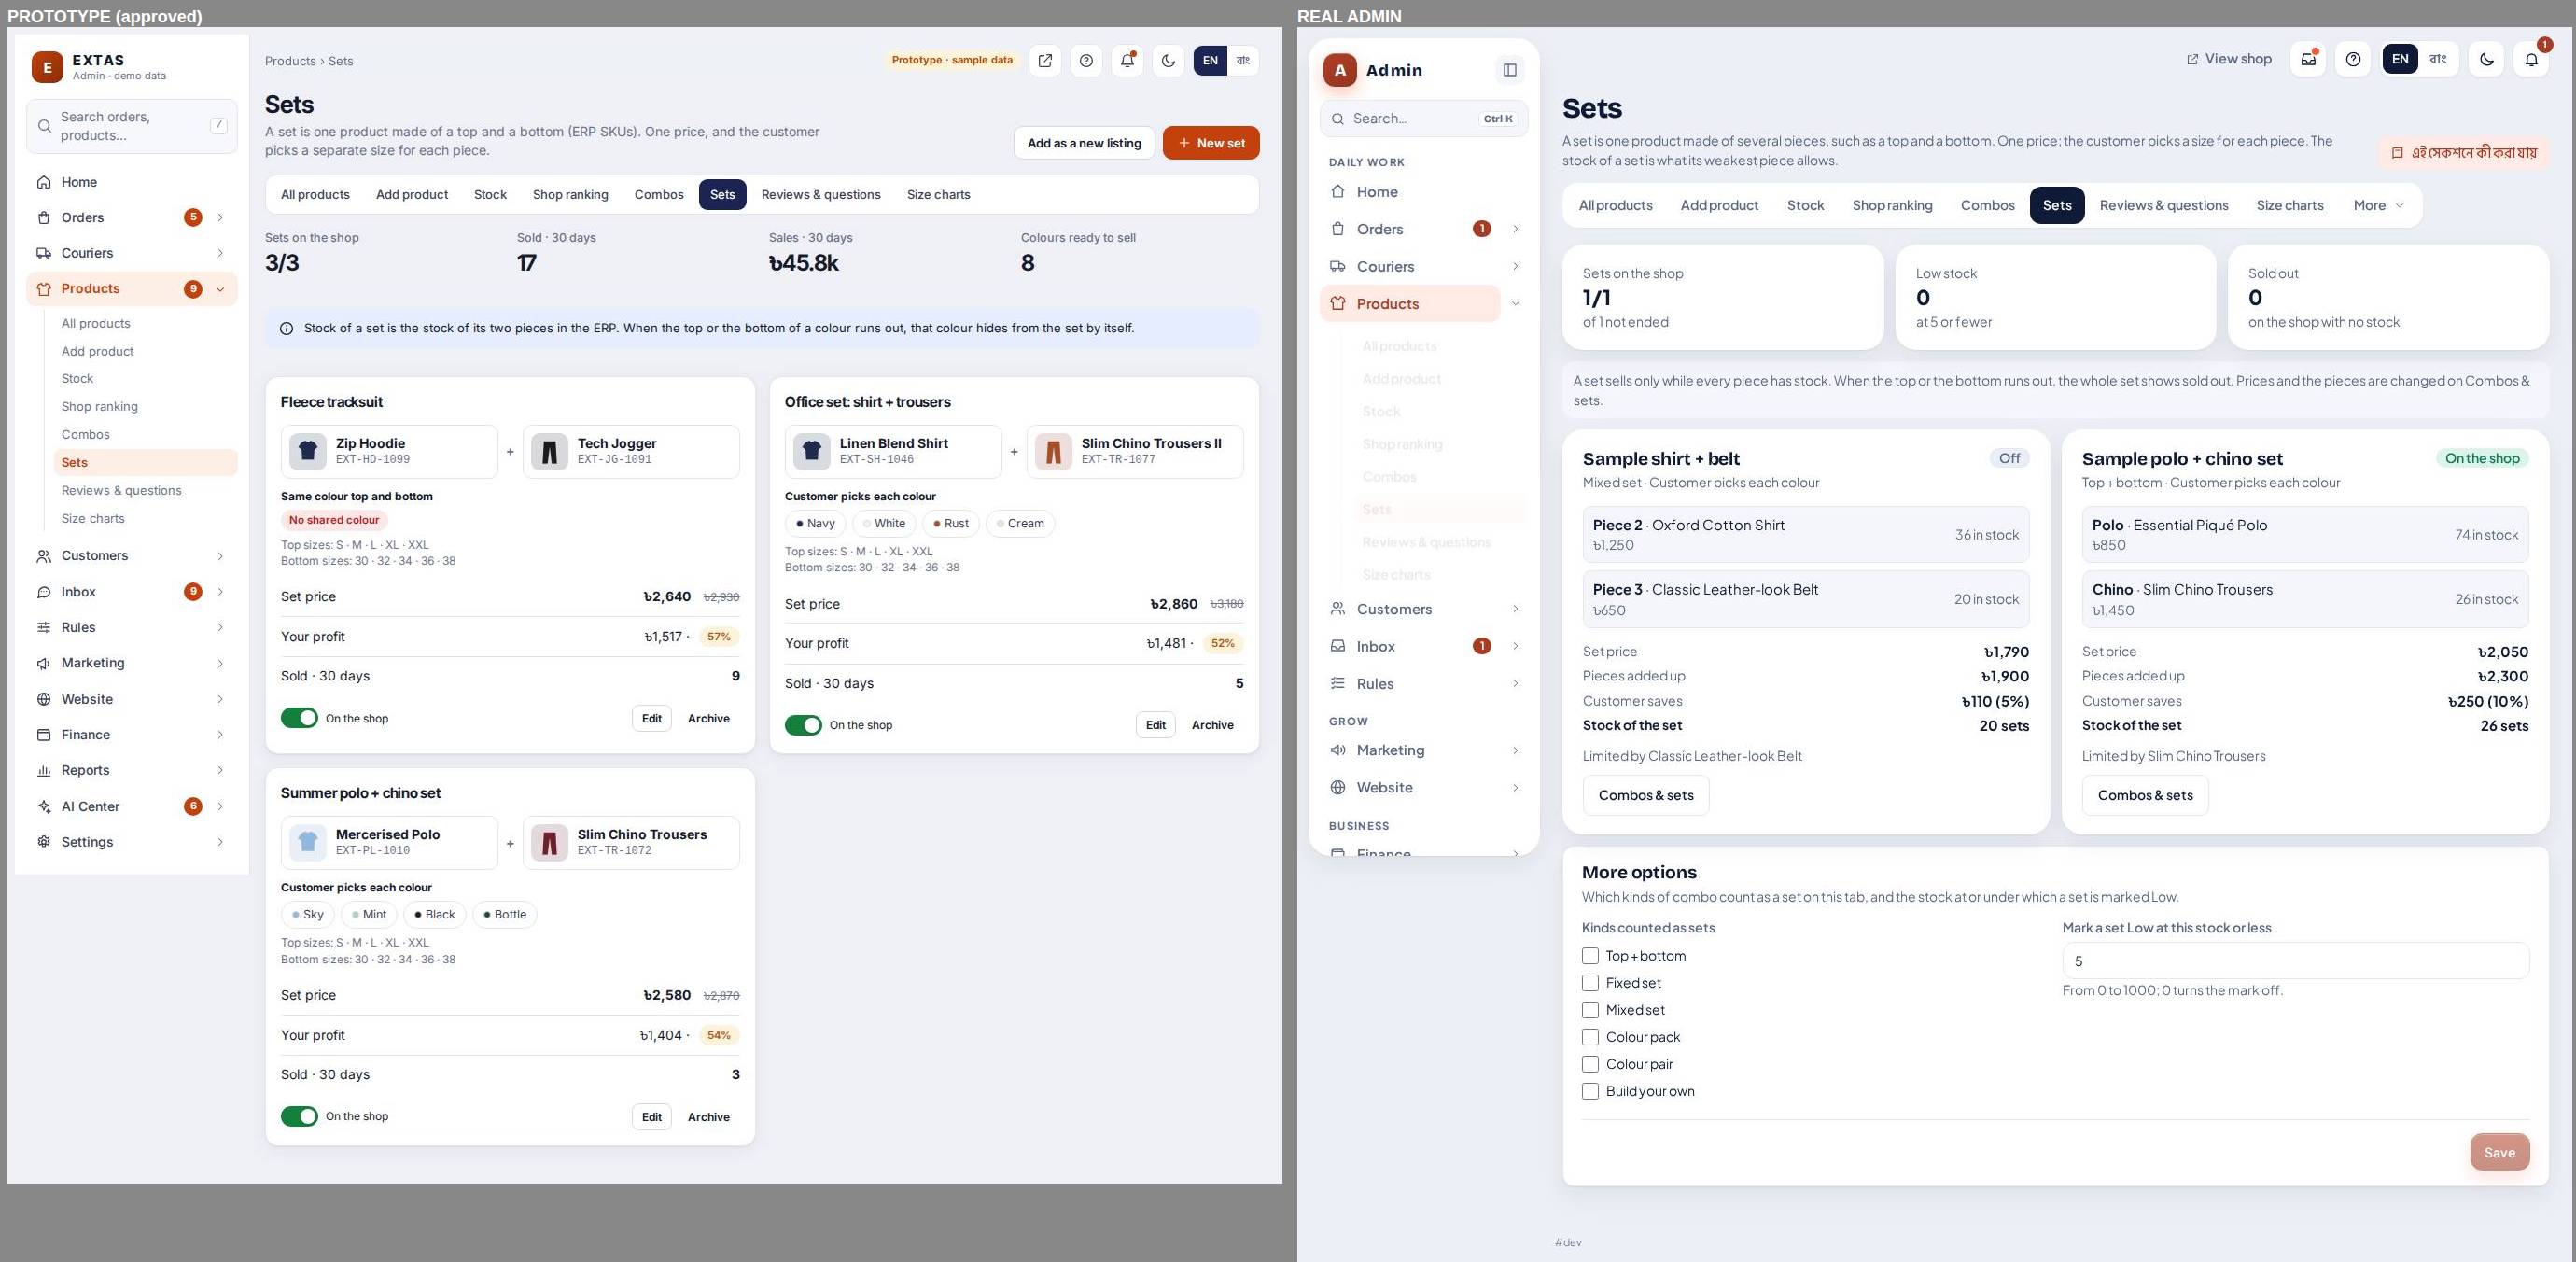 PROTOTYPE (approved)
E
EXTAS
Admin · demo data
Search orders,
products...
/
Home
Orders
5
Couriers
Products
9
All products
Add product
Stock
Shop ranking
Combos
Sets
Reviews & questions
Size charts
Customers
Inbox
9
Rules
Marketing
Website
Finance
Reports
AI Center
6
Settings
Products › Sets
Prototype · sample data
EN
বাং
Sets
A set is one product made of a top and a bottom (ERP SKUs). One price, and the customer
picks a separate size for each piece.
Add as a new listing
+ New set
All products
Add product
Stock
Shop ranking
Combos
Sets
Reviews & questions
Size charts
Sets on the shop
3/3
Sold · 30 days
17
Sales · 30 days
৳45.8k
Colours ready to sell
8
Stock of a set is the stock of its two pieces in the ERP. When the top or the bottom of a colour runs out, that colour hides from the set by itself.
Fleece tracksuit
Zip Hoodie
EXT-HD-1099
+
Tech Jogger
EXT-JG-1091
Same colour top and bottom
No shared colour
Top sizes: S · M · L · XL · XXL
Bottom sizes: 30 · 32 · 34 · 36 · 38
Set price
৳2,640
৳2,930
Your profit
৳1,517 ·
57%
Sold · 30 days
9
On the shop
Edit
Archive
Office set: shirt + trousers
Linen Blend Shirt
EXT-SH-1046
+
Slim Chino Trousers II
EXT-TR-1077
Customer picks each colour
Navy
White
Rust
Cream
Top sizes: S · M · L · XL · XXL
Bottom sizes: 30 · 32 · 34 · 36 · 38
Set price
৳2,860
৳3,180
Your profit
৳1,481 ·
52%
Sold · 30 days
5
On the shop
Edit
Archive
Summer polo + chino set
Mercerised Polo
EXT-PL-1010
+
Slim Chino Trousers
EXT-TR-1072
Customer picks each colour
Sky
Mint
Black
Bottle
Top sizes: S · M · L · XL · XXL
Bottom sizes: 30 · 32 · 34 · 36 · 38
Set price
৳2,580
৳2,870
Your profit
৳1,404 ·
54%
Sold · 30 days
3
On the shop
Edit
Archive
REAL ADMIN
A
Admin
Search...
Ctrl K
DAILY WORK
Home
Orders
1
Couriers
Products
All products
Add product
Stock
Shop ranking
Combos
Sets
Reviews & questions
Size charts
Customers
Inbox
1
Rules
GROW
Marketing
Website
BUSINESS
Finance
View shop
EN
বাং
1
Sets
A set is one product made of several pieces, such as a top and a bottom. One price; the customer picks a size for each piece. The
stock of a set is what its weakest piece allows.
এই সেকশনে কী করা যায়
All products
Add product
Stock
Shop ranking
Combos
Sets
Reviews & questions
Size charts
More
Sets on the shop
1/1
of 1 not ended
Low stock
0
at 5 or fewer
Sold out
0
on the shop with no stock
A set sells only while every piece has stock. When the top or the bottom runs out, the whole set shows sold out. Prices and the pieces are changed on Combos &
sets.
Sample shirt + belt
Off
Mixed set · Customer picks each colour
Piece 2 · Oxford Cotton Shirt
৳1,250
36 in stock
Piece 3 · Classic Leather-look Belt
৳650
20 in stock
Set price
৳1,790
Pieces added up
৳1,900
Customer saves
৳110 (5%)
Stock of the set
20 sets
Limited by Classic Leather-look Belt
Combos & sets
Sample polo + chino set
On the shop
Top + bottom · Customer picks each colour
Polo · Essential Piqué Polo
৳850
74 in stock
Chino · Slim Chino Trousers
৳1,450
26 in stock
Set price
৳2,050
Pieces added up
৳2,300
Customer saves
৳250 (10%)
Stock of the set
26 sets
Limited by Slim Chino Trousers
Combos & sets
More options
Which kinds of combo count as a set on this tab, and the stock at or under which a set is marked Low.
Kinds counted as sets
Top + bottom
Fixed set
Mixed set
Colour pack
Colour pair
Build your own
Mark a set Low at this stock or less
5
From 0 to 1000; 0 turns the mark off.
Save
#dev